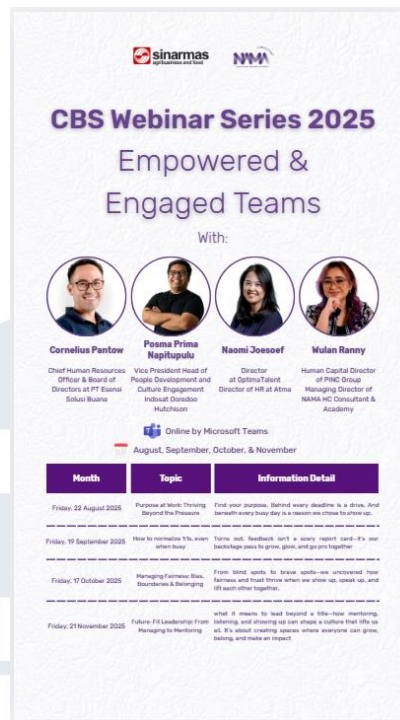 sinarmas
agribusiness and food
NAMA
CBS Webinar Series 2025
Empowered &
Engaged Teams
With:
Cornelius Pantow
Chief Human Resources
Officer & Board of
Directors at PT Esensi
Solusi Buana
Posma Prima
Napitupulu
Vice President Head of
People Development and
Culture Engagement
Indosat Ooredoo
Hutchison
Naomi Joesoef
Director
at OptimaTalent
Director of HR at Atma
Wulan Ranny
Human Capital Director
of PINC Group
Managing Director of
NAMA HC Consultant &
Academy
Online by Microsoft Teams
August, September, October, & November
Month Topic Information Detail
Friday, 22 August 2025
Purpose at Work: Thriving
Beyond the Pressure
Find your purpose. Behind every deadline is a drive. And
beneath every busy day is a reason we chose to show up.
Friday, 19 September 2025
How to normalize 1:1s, even
when busy
Turns out, feedback isn't a scary report card—it's our
backstage pass to grow, glow, and go pro together
Friday, 17 October 2025
Managing Fairness: Bias,
Boundaries & Belonging
From blind spots to brave spots—we uncovered how
fairness and trust thrive when we show up, speak up, and
lift each other together.
Friday, 21 November 2025
Future-Fit Leadership: From
Managing to Mentoring
what it means to lead beyond a title—how mentoring,
listening, and showing up can shape a culture that lifts us
all. It's about creating spaces where everyone can grow,
belong, and make an impact